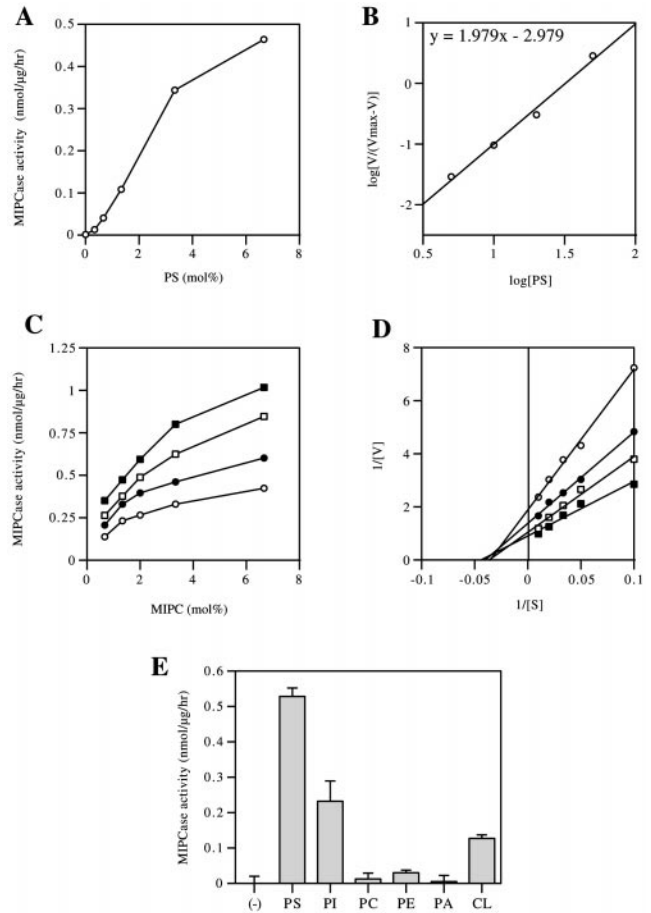 A
MIPCase activity (nmol/µg/hr)
0.5
0.4
0.3
0.2
0.1
0
0 2 4 6 8
PS (mol%)
B
y = 1.979x - 2.979
log[V/(Vmax-V)]
1
0
-1
-2
0.5 1 1.5 2
log[PS]
C
MIPCase activity (nmol/µg/hr)
1.25
1
0.75
0.5
0.25
0
0 2 4 6 8
MIPC (mol%)
D
1/[V]
8
6
4
2
0
-0.1 -0.05 0 0.05 0.1
1/[S]
E
MIPCase activity (nmol/µg/hr)
0.6
0.5
0.4
0.3
0.2
0.1
0
(-) PS PI PC PE PA CL